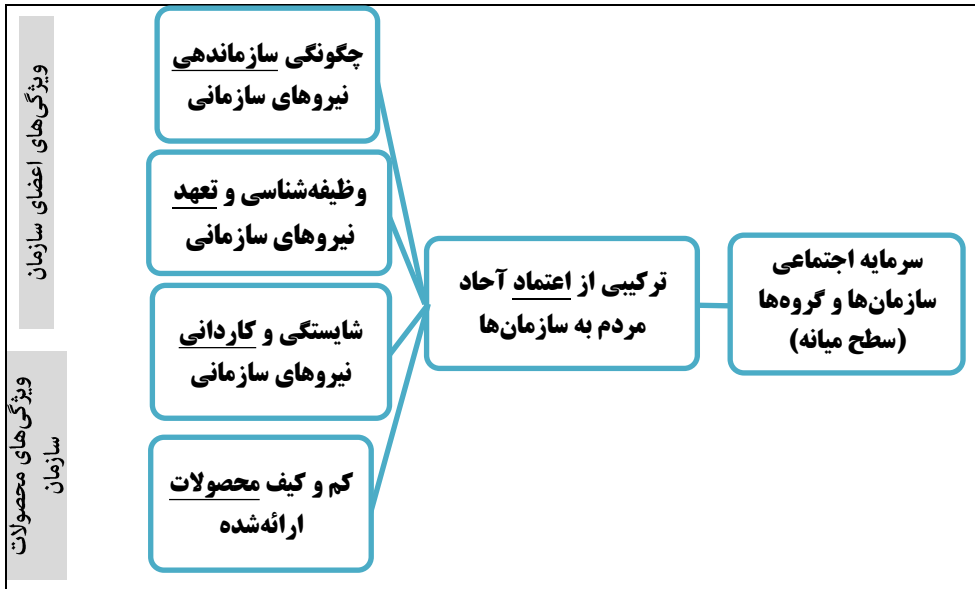 ویژگی‌های اعضای سازمان
ویژگی‌های محصولات
سازمان
چگونگی سازماندهی
نیروهای سازمانی
وظیفه‌شناسی و تعهد
نیروهای سازمانی
شایستگی و کاردانی
نیروهای سازمانی
کم و کیف محصولات
ارائه‌شده
ترکیبی از اعتماد آحاد
مردم به سازمان‌ها
سرمایه اجتماعی
سازمان‌ها و گروه‌ها
(سطح میانه)